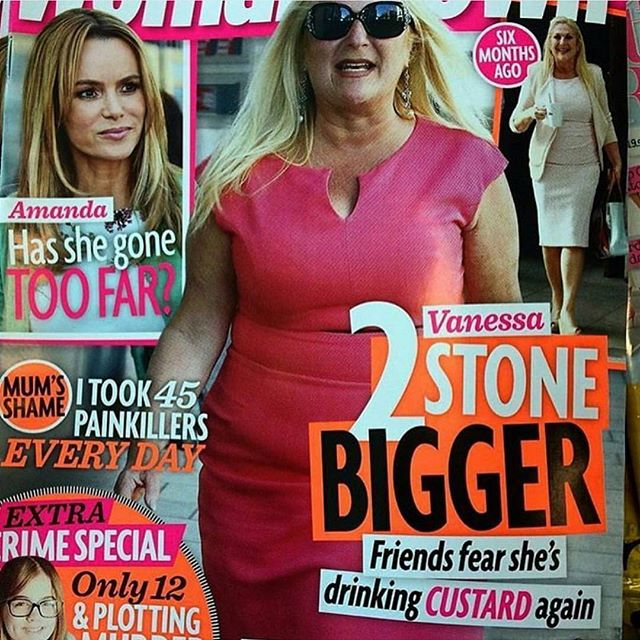 SIX
MONTHS
AGO
Amanda
Has she gone
TOO FAR?
Vanessa
2 STONE
BIGGER
Friends fear she's
drinking CUSTARD again
MUM'S
SHAME
I TOOK 45
PAINKILLERS
EVERY DAY
EXTRA
CRIME SPECIAL
Only 12
& PLOTTING
MURDER